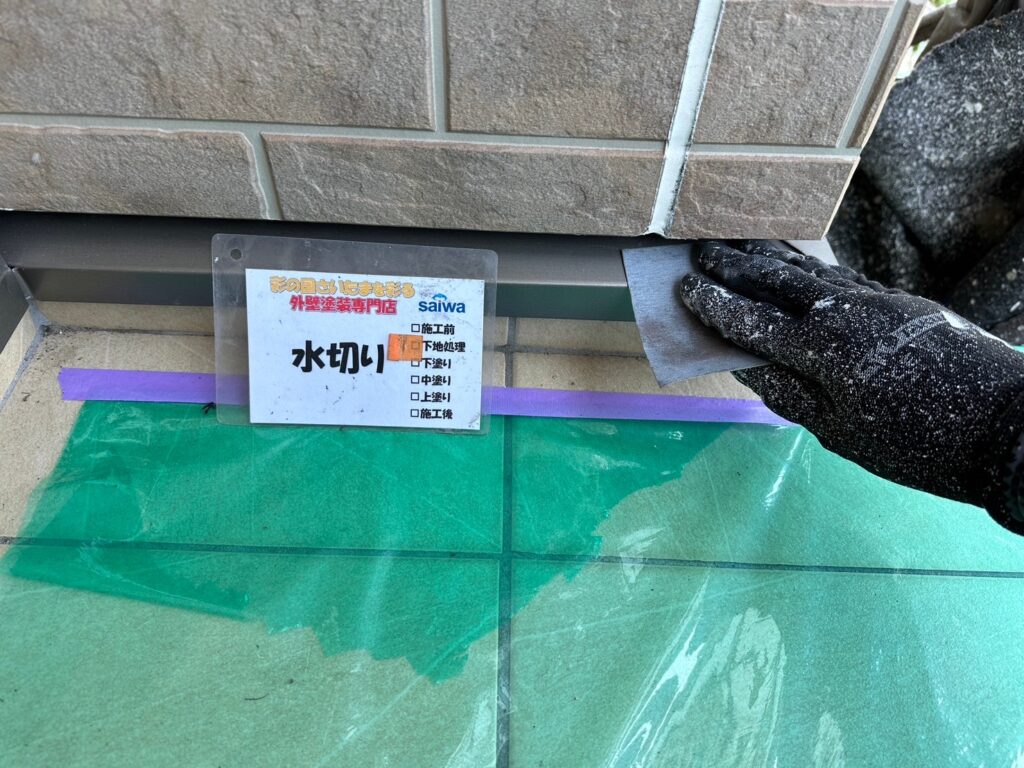 彩の国さいたまを彩る
外壁塗装専門店
saiwa
水切り
□施工前
□下地処理
□下塗り
□中塗り
□上塗り
□施工後